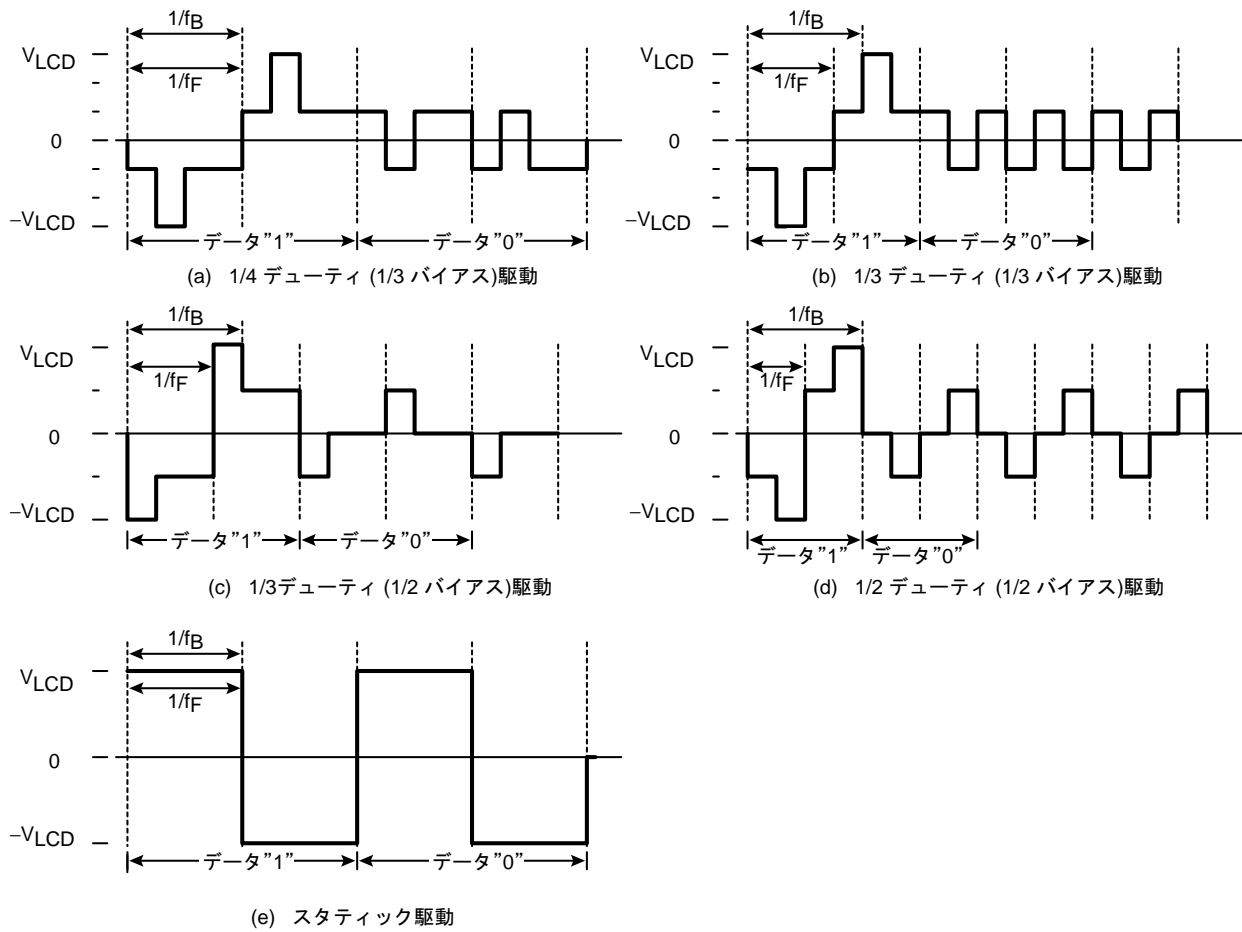 1/fB
VLCD
1/fF
0
−VLCD
データ”1”
データ”0”
(a) 1/4 デューティ (1/3 バイアス)駆動
1/fB
VLCD
1/fF
0
−VLCD
データ”1”
データ”0”
(b) 1/3 デューティ (1/3 バイアス)駆動
1/fB
VLCD
1/fF
0
−VLCD
データ”1”
データ”0”
(c) 1/3デューティ (1/2 バイアス)駆動
1/fB
VLCD
1/fF
0
−VLCD
データ”1”
データ”0”
(d) 1/2 デューティ (1/2 バイアス)駆動
1/fB
VLCD
1/fF
0
−VLCD
データ”1”
データ”0”
(e) スタティック駆動